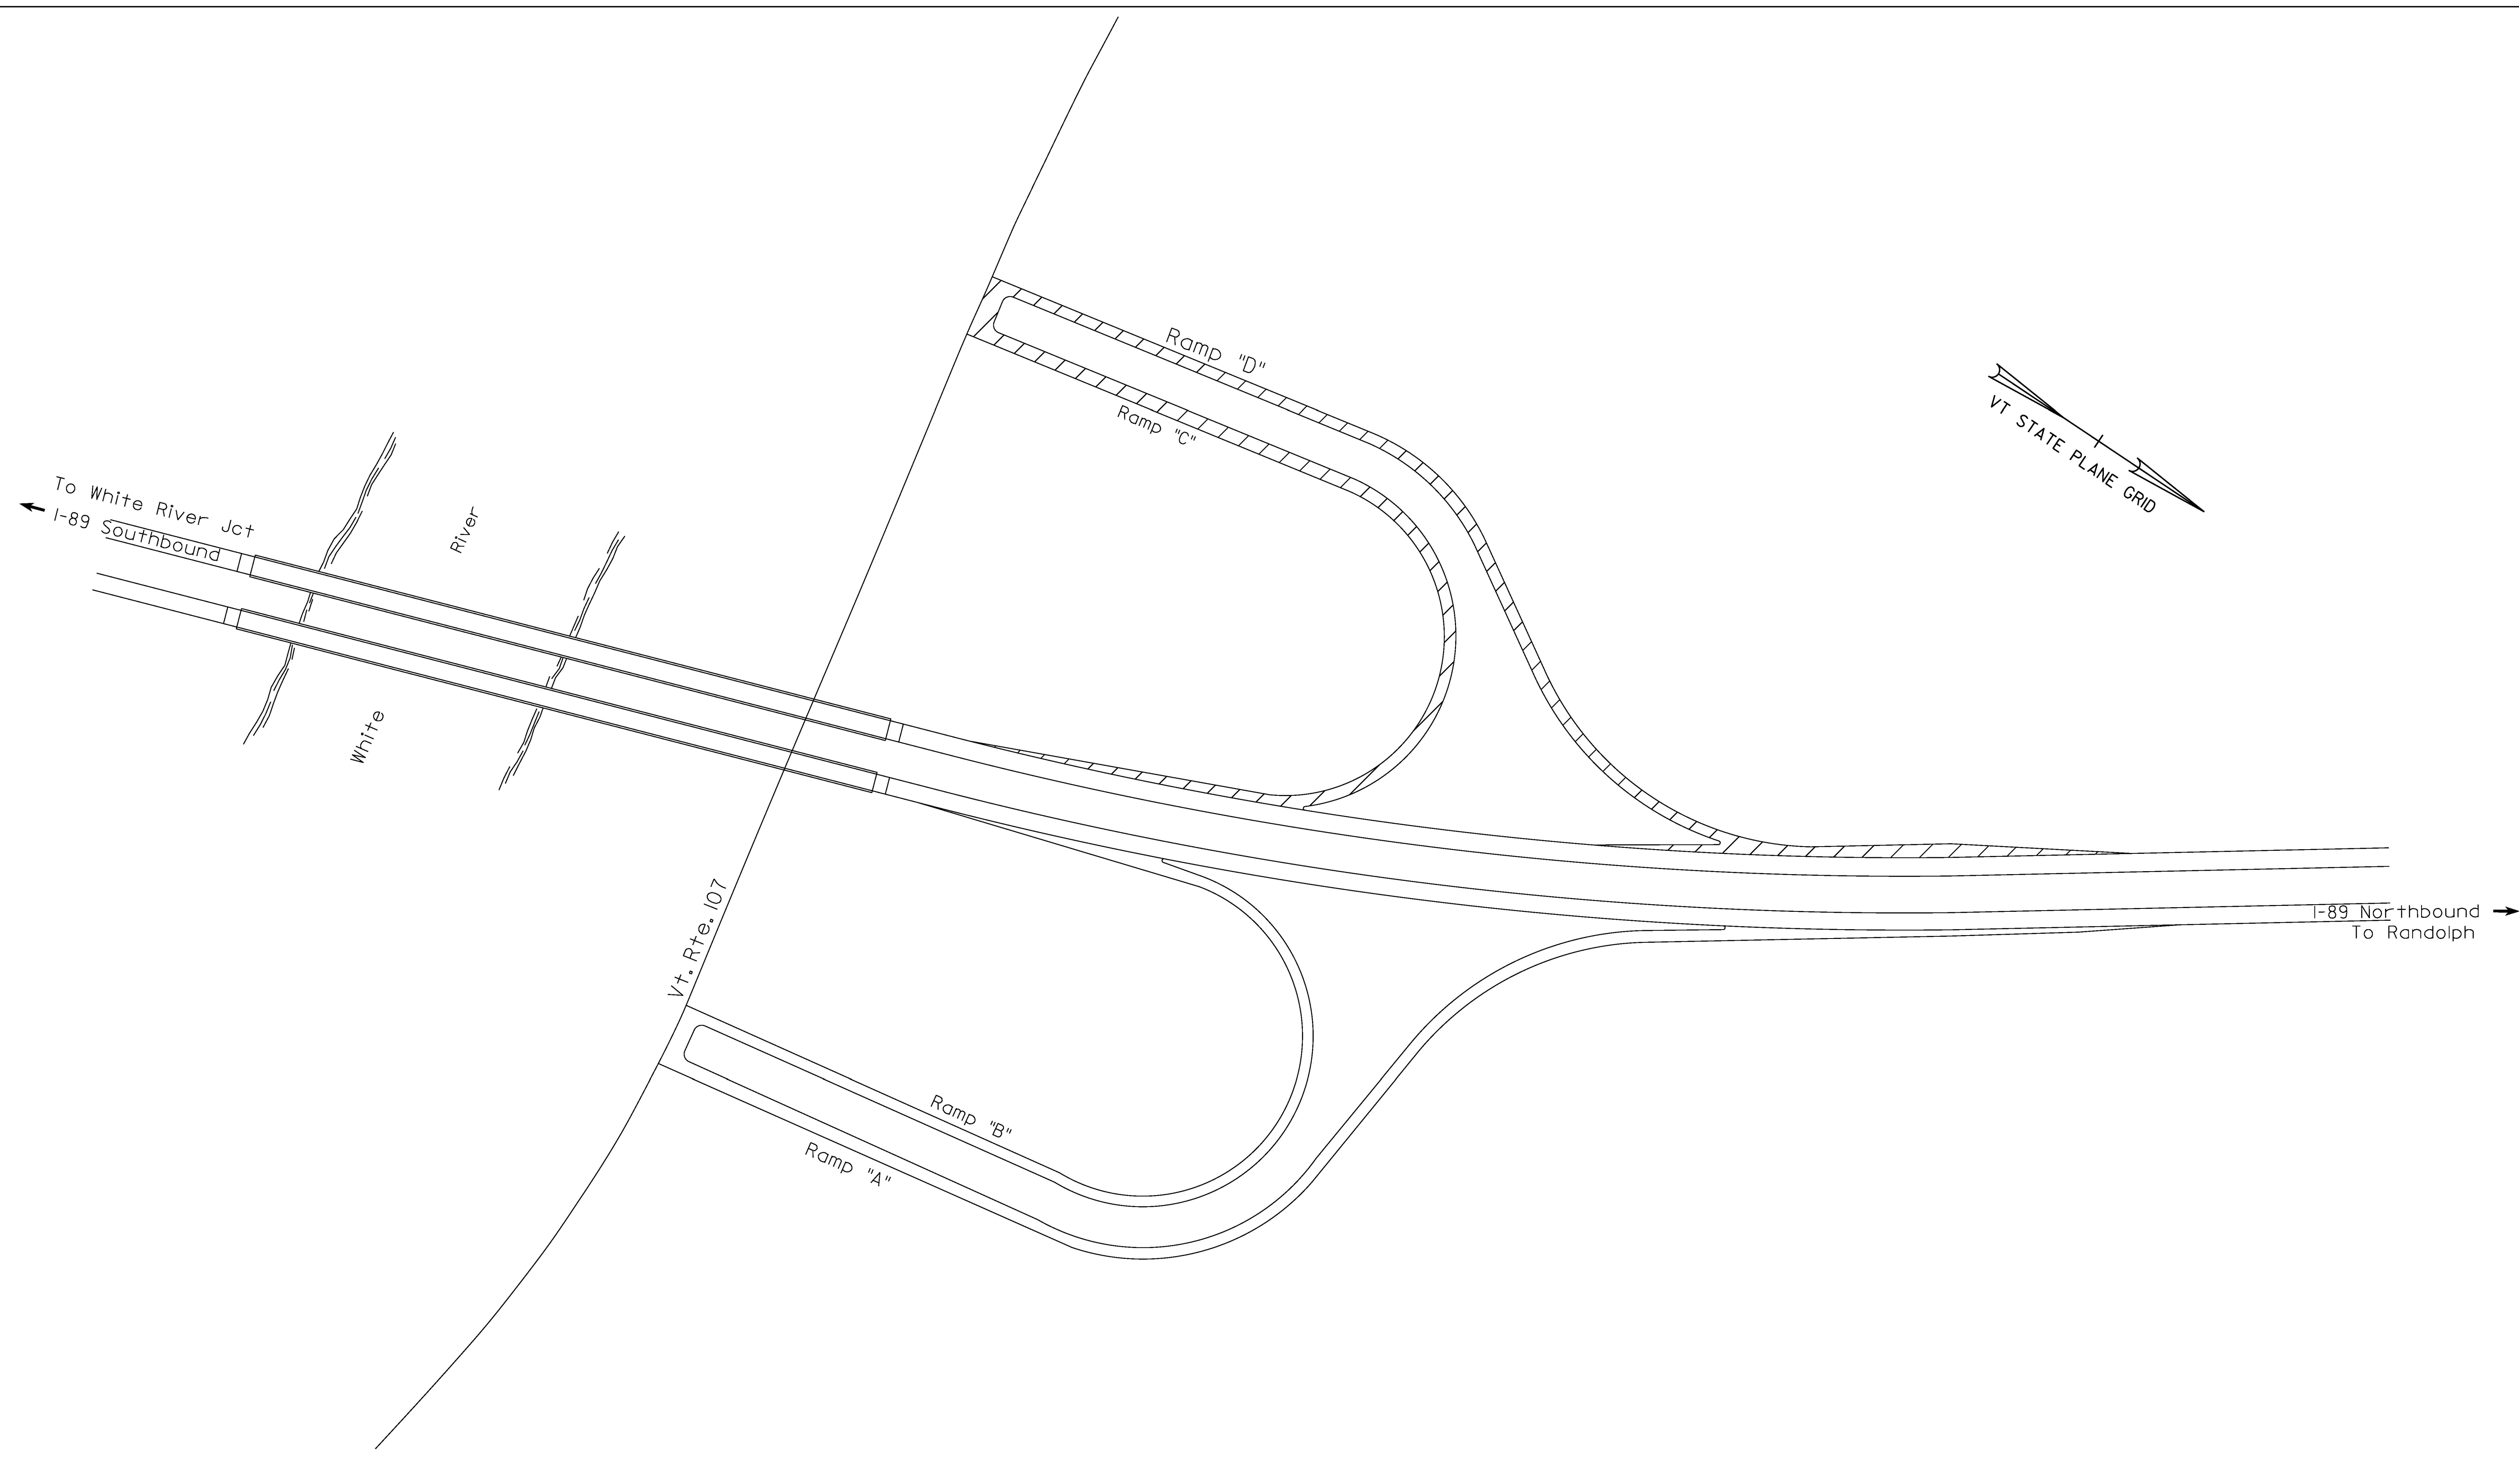 Ramp "D"
Ramp "C"
VT STATE PLANE GRID
To White River Jct
I-89 Southbound
River
White
Vt. Rte. 107
I-89 Northbound
To Randolph
Ramp "B"
Ramp "A"